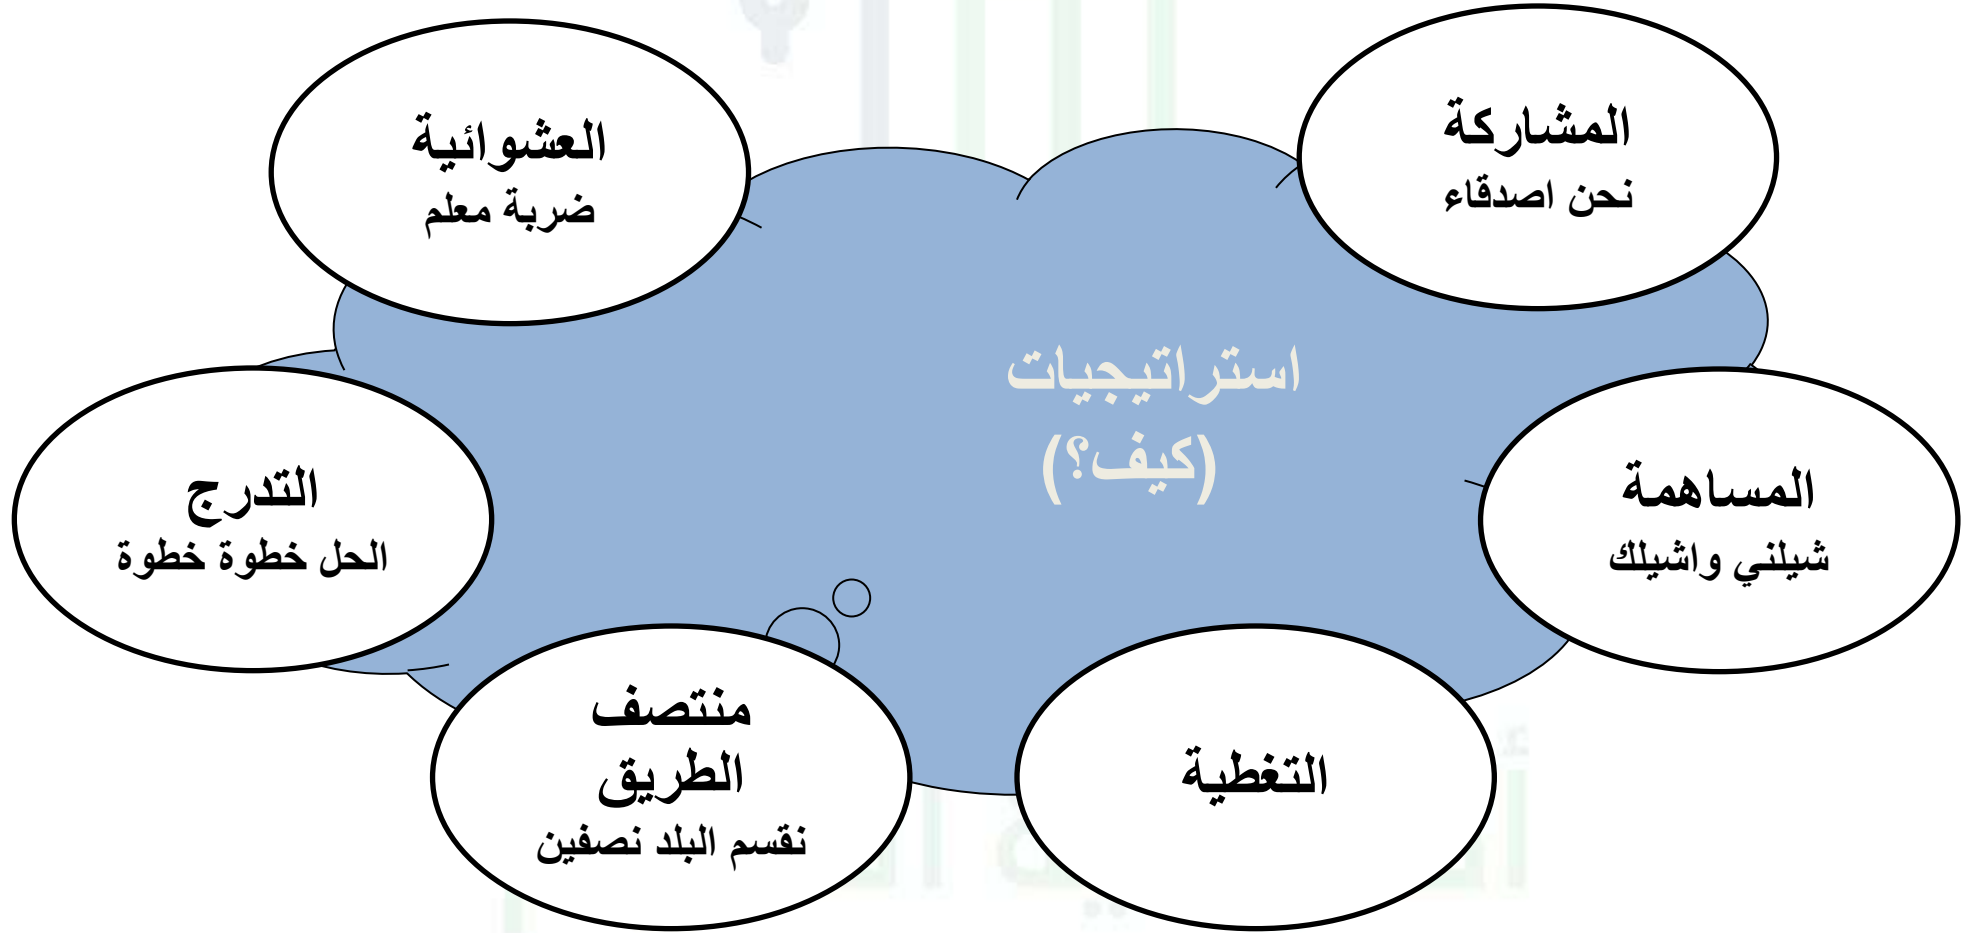 المشاركة
نحن اصدقاء
العشوائية
ضربة معلم
استراتيجيات
(كيف؟)
المساهمة
شيلني واشيلك
التدرج
الحل خطوة خطوة
التغطية
منتصف
الطريق
نقسم البلد نصفين